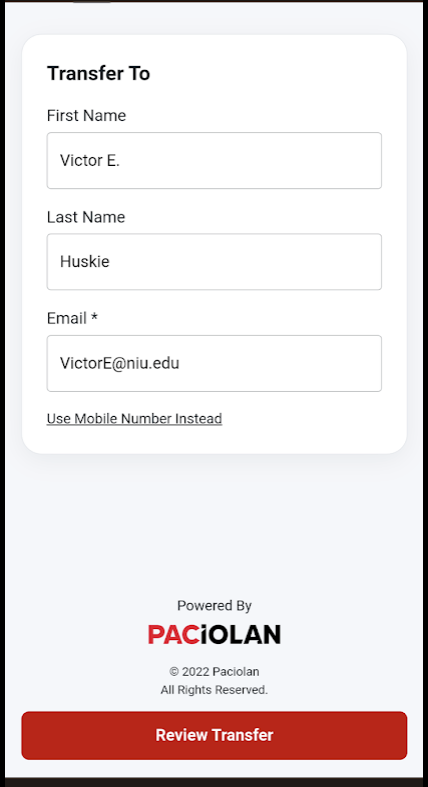 Transfer To
First Name
Victor E.
Last Name
Huskie
Email *
VictorE@niu.edu
Use Mobile Number Instead
Powered By
PACiOLAN
© 2022 Paciolan
All Rights Reserved.
Review Transfer